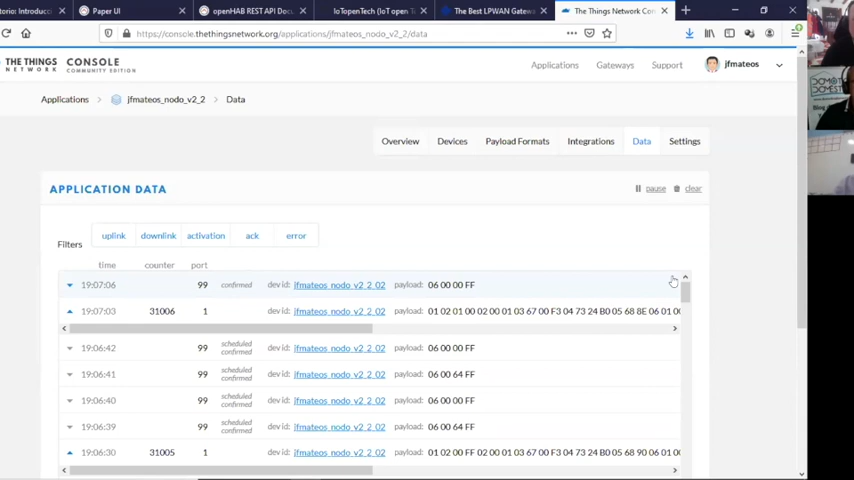 torio: Introducci
Paper UI
openHAB REST API Docu
IoTopenTech (IoT open Te
The Best LPWAN Gatewa
The Things Network Con
https://console.thethingsnetwork.org/applications/jfmateos_nodo_v2_2/data
THE THINGS NETWORK
CONSOLE COMMUNITY EDITION
Applications Gateways Support jfmateos
Applications jfmateos_nodo_v2_2 Data
Overview Devices Payload Formats Integrations Data Settings
APPLICATION DATA
pause clear
Filters uplink downlink activation ack error
time counter port
19:07:06 99 confirmed dev id: jfmateos_nodo_v2_2_02 payload: 06 00 00 FF
19:07:03 31006 1 dev id: jfmateos_nodo_v2_2_02 payload: 01 02 01 00 02 00 01 03 67 00 F3 04 73 24 B0 05 68 8E 06 01 00
19:06:42 99 scheduled confirmed dev id: jfmateos_nodo_v2_2_02 payload: 06 00 00 FF
19:06:41 99 scheduled confirmed dev id: jfmateos_nodo_v2_2_02 payload: 06 00 64 FF
19:06:40 99 scheduled confirmed dev id: jfmateos_nodo_v2_2_02 payload: 06 00 00 FF
19:06:39 99 scheduled confirmed dev id: jfmateos_nodo_v2_2_02 payload: 06 00 64 FF
19:06:30 31005 1 dev id: jfmateos_nodo_v2_2_02 payload: 01 02 00 FF 02 00 01 03 67 00 F3 04 73 24 B0 05 68 90 06 01 00